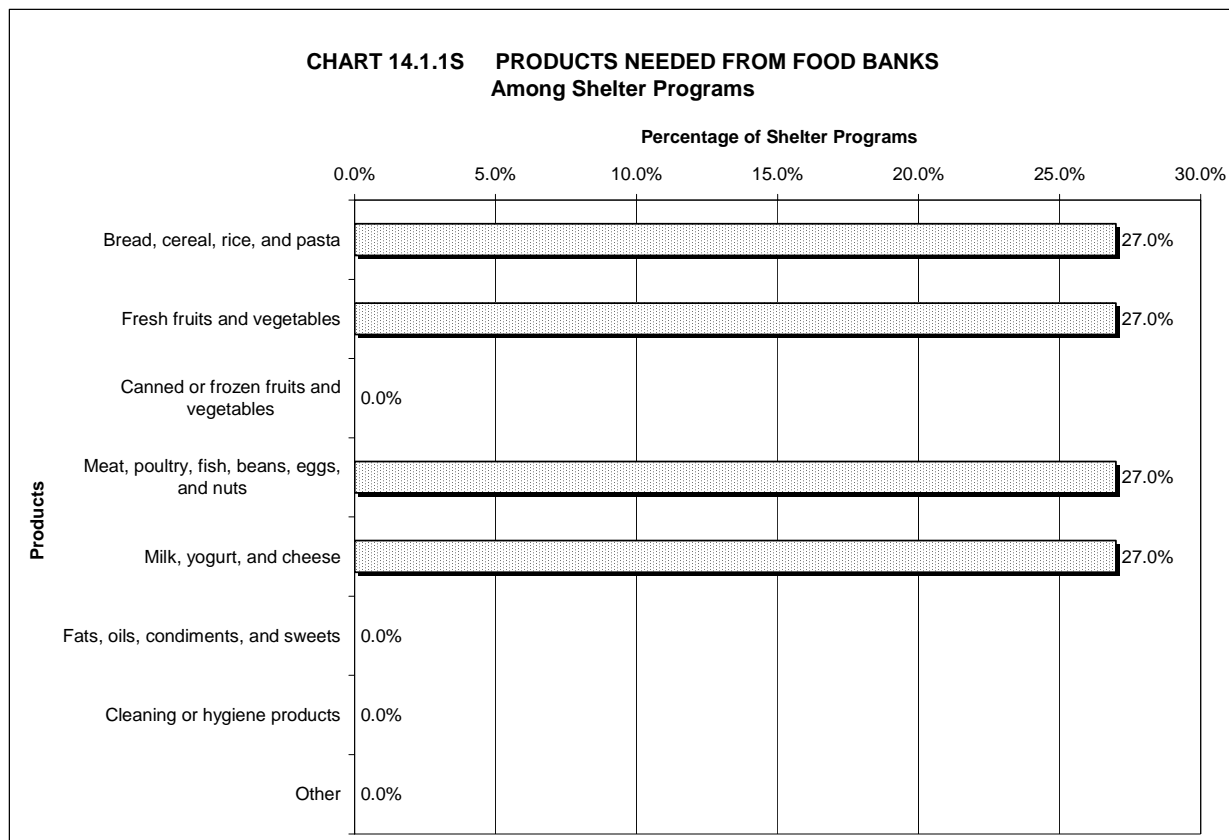 CHART 14.1.1S PRODUCTS NEEDED FROM FOOD BANKS
Among Shelter Programs
Percentage of Shelter Programs
0.0% 5.0% 10.0% 15.0% 20.0% 25.0% 30.0%
Products
Bread, cereal, rice, and pasta 27.0%
Fresh fruits and vegetables 27.0%
Canned or frozen fruits and
vegetables 0.0%
Meat, poultry, fish, beans, eggs,
and nuts 27.0%
Milk, yogurt, and cheese 27.0%
Fats, oils, condiments, and sweets 0.0%
Cleaning or hygiene products 0.0%
Other 0.0%